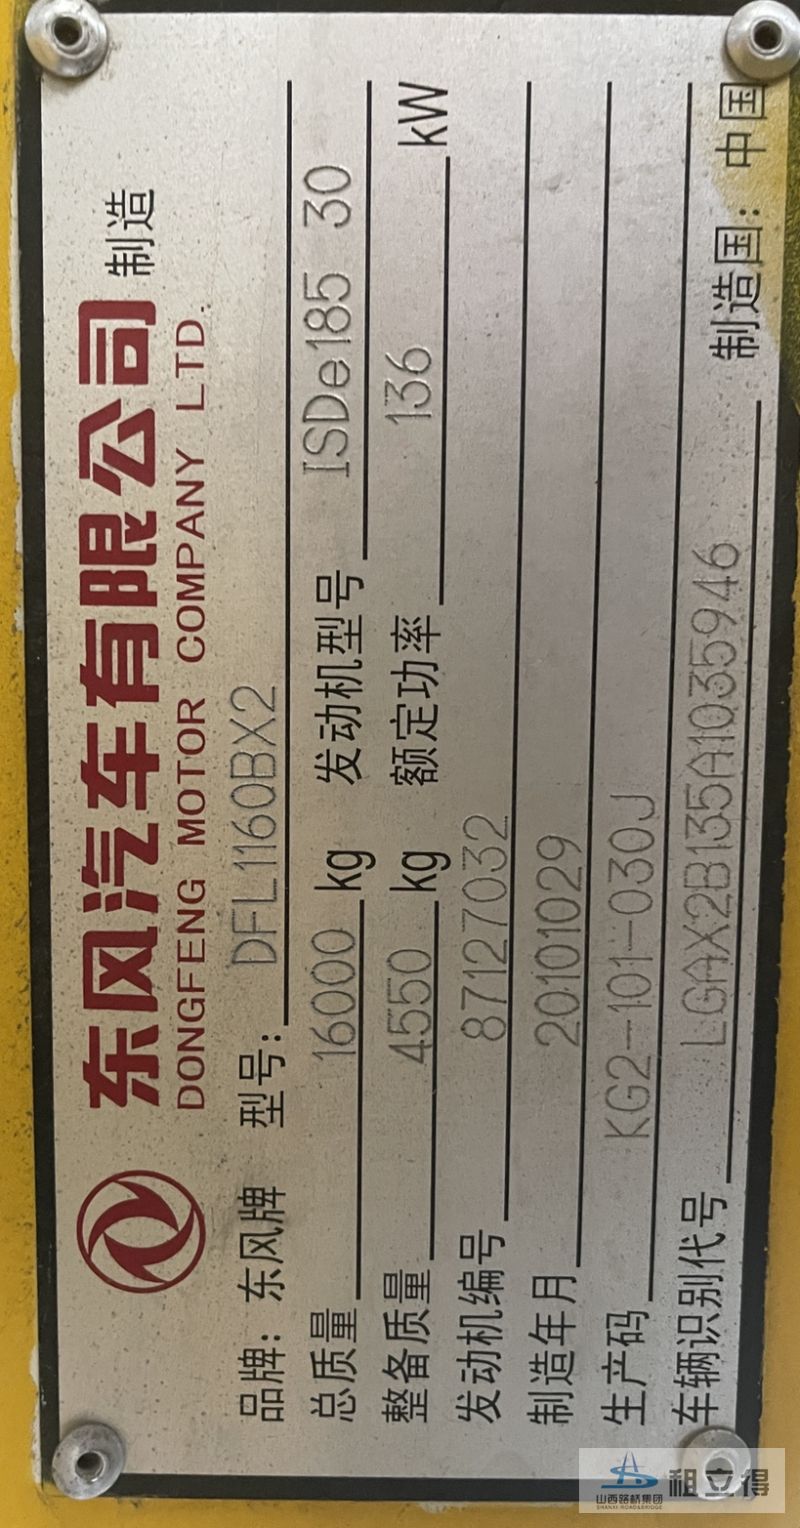 东风汽车有限公司 制造
DONGFENG MOTOR COMPANY LTD.
品牌: 东风牌 型号: DFL1160BX2
总质量 16000 kg 发动机型号 ISDe185 30
整备质量 4550 kg 额定功率 136 kW
发动机编号 87127032
制造年月 20101029
生产码 KG2-101-030J
车辆识别代号 LGAX2B135A1035946 制造国: 中国
山西路桥集团
SHANXI ROAD&BRIDGE
租立得